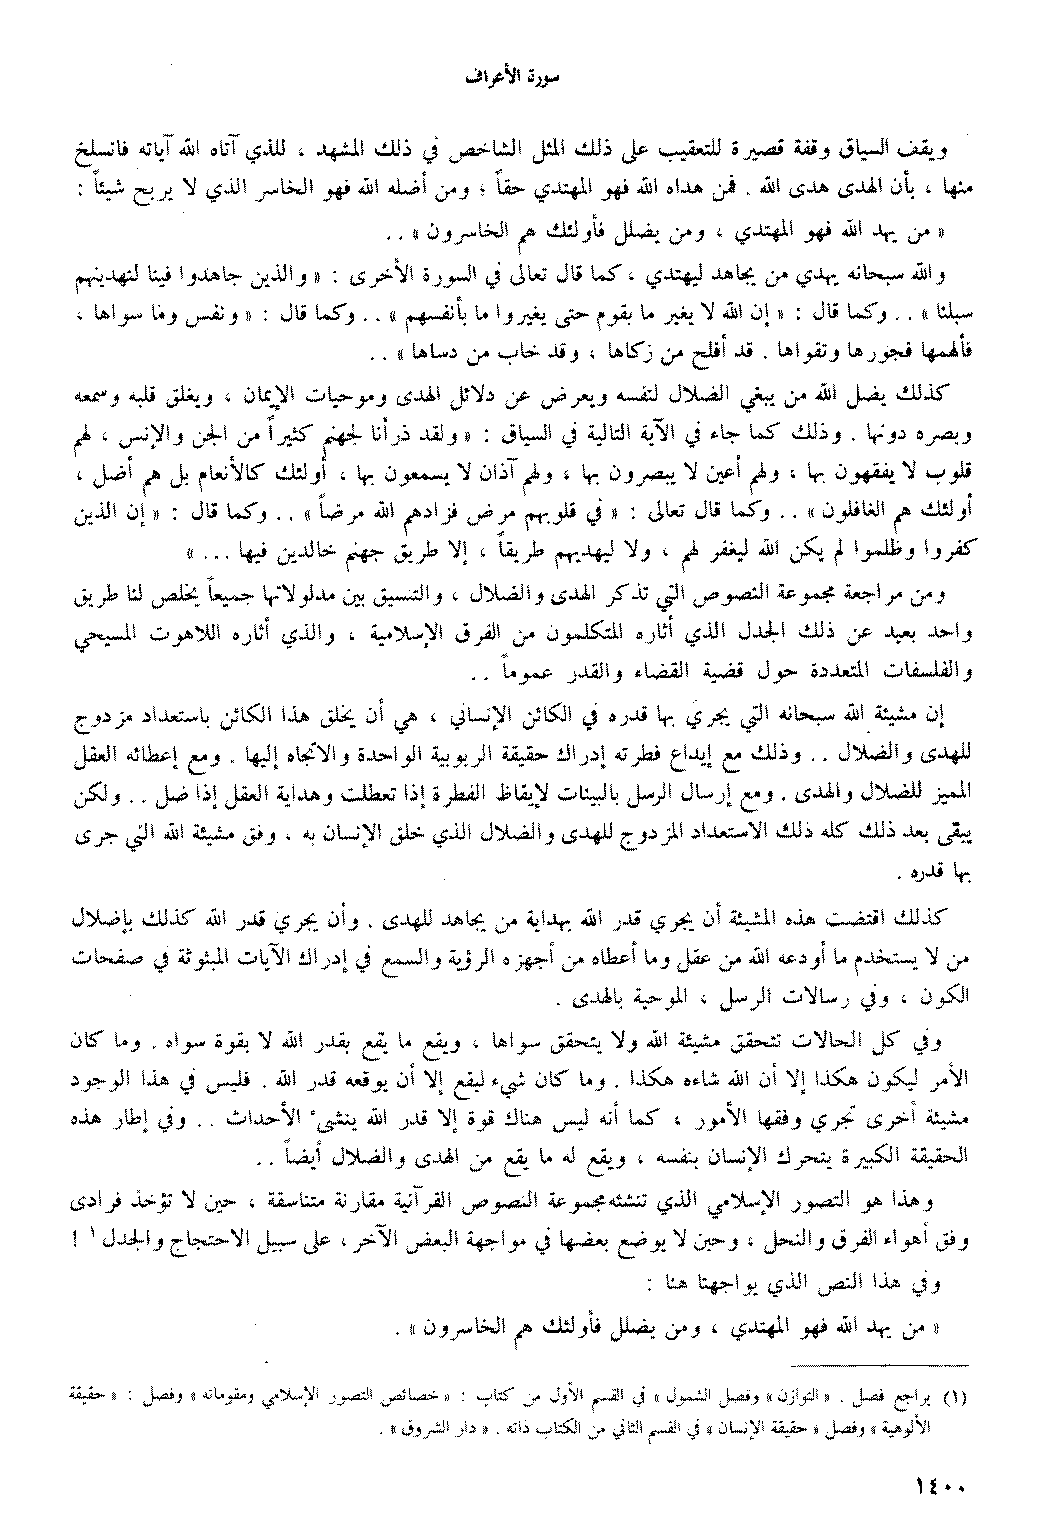 سورة الأعراف
ويقف السياق وقفة قصيرة للتعقيب على ذلك المثل الشاخص في ذلك المشهد ، للذي آتاه الله آياته فانسلخ
منها ، بأن الهدى هدى الله . فمن هداه الله فهو المهتدي حقاً ؛ ومن أضله الله فهو الخاسر الذي لا يربح شيئاً :
« من يهد الله فهو المهتدي ، ومن يضلل فأولئك هم الخاسرون » . .
والله سبحانه يهدي من يجاهد ليهتدي ، كما قال تعالى في السورة الأخرى : « والذين جاهدوا فينا لنهدينهم
سبلنا » . . وكما قال : « إن الله لا يغير ما بقوم حتى يغيروا ما بأنفسهم » . . وكما قال : « ونفس وما سواها ،
فألهمها فجورها وتقواها . قد أفلح من زكاها ، وقد خاب من دساها » . .
كذلك يضل الله من يبغي الضلال لنفسه ويعرض عن دلائل الهدى وموحيات الإيمان ، ويغلق قلبه وسمعه
وبصره دونها . وذلك كما جاء في الآية التالية في السياق : « ولقد ذرأنا لجهنم كثيراً من الجن والإنس ، لهم
قلوب لا يفقهون بها ، ولهم أعين لا يبصرون بها ، ولهم آذان لا يسمعون بها ، أولئك كالأنعام بل هم أضل ،
أولئك هم الغافلون » . . وكما قال تعالى : « في قلوبهم مرض فزادهم الله مرضاً » . . وكما قال : « إن الذين
كفروا وظلموا لم يكن الله ليغفر لهم ، ولا ليهديهم طريقاً ، إلا طريق جهنم خالدين فيها ... »
ومن مراجعة مجموعة النصوص التي تذكر الهدى والضلال ، والتنسيق بين مدلولاتها جميعاً يخلص لنا طريق
واحد بعيد عن ذلك الجدل الذي أثاره المتكلمون من الفرق الإسلامية ، والذي أثاره اللاهوت المسيحي
والفلسفات المتعددة حول قضية القضاء والقدر عموماً . .
إن مشيئة الله سبحانه التي يجري بها قدره في الكائن الإنساني ، هي أن يخلق هذا الكائن باستعداد مزدوج
للهدى والضلال . . وذلك مع إيداع فطرته إدراك حقيقة الربوبية الواحدة والاتجاه إليها . ومع إعطائه العقل
المميز للضلال والهدى . ومع إرسال الرسل بالبينات لإيقاظ الفطرة إذا تعطلت وهداية العقل إذا ضل . . ولكن
يبقى بعد ذلك كله ذلك الاستعداد المزدوج للهدى والضلال الذي خلق الإنسان به ، وفق مشيئة الله التي جرى
بها قدره .
كذلك اقتضت هذه المشيئة أن يجري قدر الله بهداية من يجاهد للهدى . وأن يجري قدر الله كذلك بإضلال
من لا يستخدم ما أودعه الله من عقل وما أعطاه من أجهزه الرؤية والسمع في إدراك الآيات المبثوثة في صفحات
الكون ، وفي رسالات الرسل ، الموحية بالهدى .
وفي كل الحالات تتحقق مشيئة الله ولا يتحقق سواها ، ويقع ما يقع بقدر الله لا بقوة سواه . وما كان
الأمر ليكون هكذا إلا أن الله شاءه هكذا . وما كان شيء ليقع إلا أن يوقعه قدر الله . فليس في هذا الوجود
مشيئة أخرى تجري وفقها الأمور ، كما أنه ليس هناك قوة إلا قدر الله ينشئ الأحداث . . وفي إطار هذه
الحقيقة الكبيرة يتحرك الإنسان بنفسه ، ويقع له ما يقع من الهدى والضلال أيضاً . .
وهذا هو التصور الإسلامي الذي تنشئه مجموعة النصوص القرآنية مقارنة متناسقة ، حين لا تؤخذ فرادى
وفق أهواء الفرق والنحل ، وحين لا يوضع بعضها في مواجهة البعض الآخر ، على سبيل الاحتجاج والجدل ١ !
وفي هذا النص الذي يواجهنا هنا :
« من يهد الله فهو المهتدي ، ومن يضلل فأولئك هم الخاسرون » .
(١) يراجع فصل . « التوازن » وفصل الشمول » في القسم الأول من كتاب : « خصائص التصور الإسلامي ومقوماته » وفصل : « حقيقة
الألوهية » وفصل « حقيقة الإنسان » في القسم الثاني من الكتاب ذاته . « دار الشروق » .
١٤٠٠